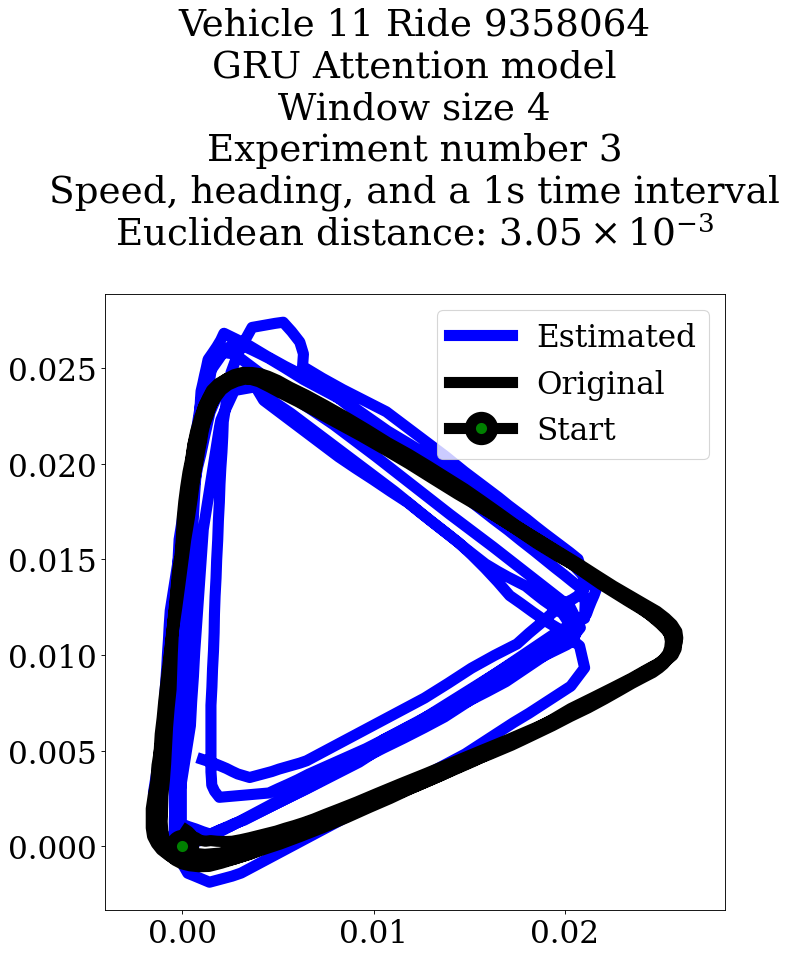 Vehicle 11 Ride 9358064
GRU Attention model
Window size 4
Experiment number 3
Speed, heading, and a 1s time interval
Euclidean distance: 3.05 × 10⁻³
Estimated
Original
Start
0.025
0.020
0.015
0.010
0.005
0.000
0.00 0.01 0.02